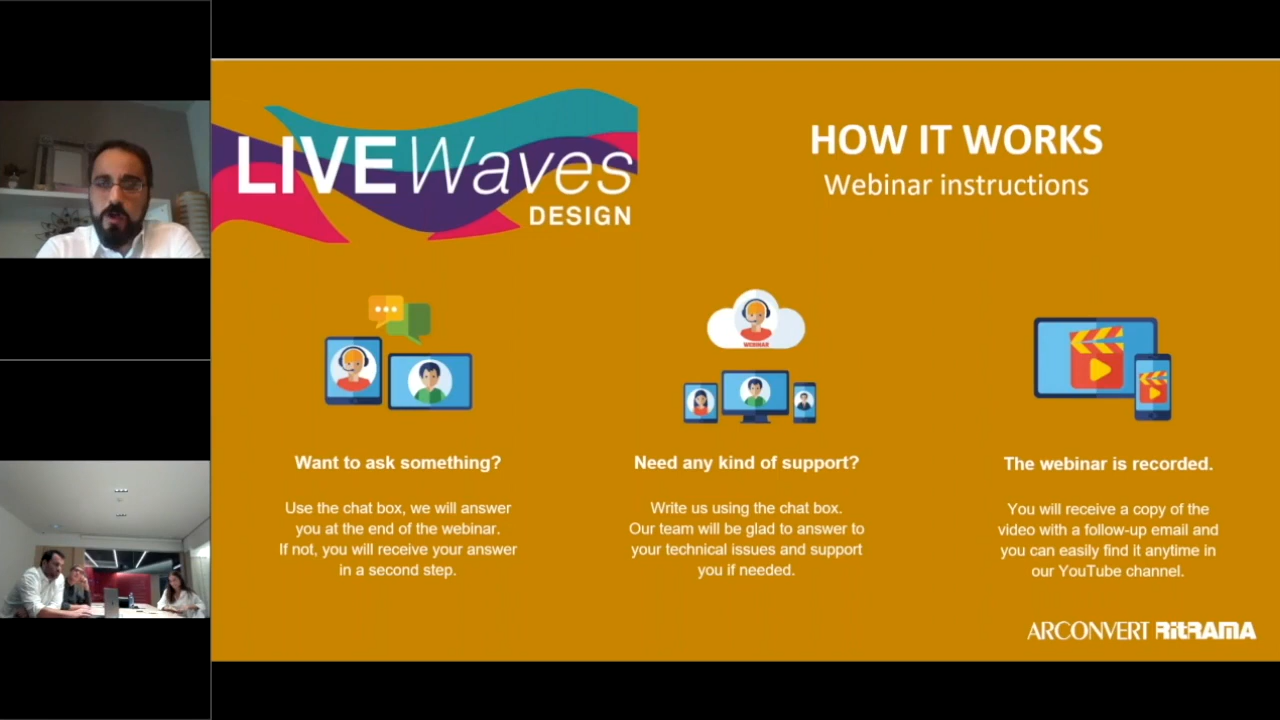 LIVEWaves
DESIGN
HOW IT WORKS
Webinar instructions
WEBINAR
Want to ask something?
Use the chat box, we will answer
you at the end of the webinar.
If not, you will receive your answer
in a second step.
Need any kind of support?
Write us using the chat box.
Our team will be glad to answer to
your technical issues and support
you if needed.
The webinar is recorded.
You will receive a copy of the
video with a follow-up email and
you can easily find it anytime in
our YouTube channel.
ARCONVERT RitRAMA